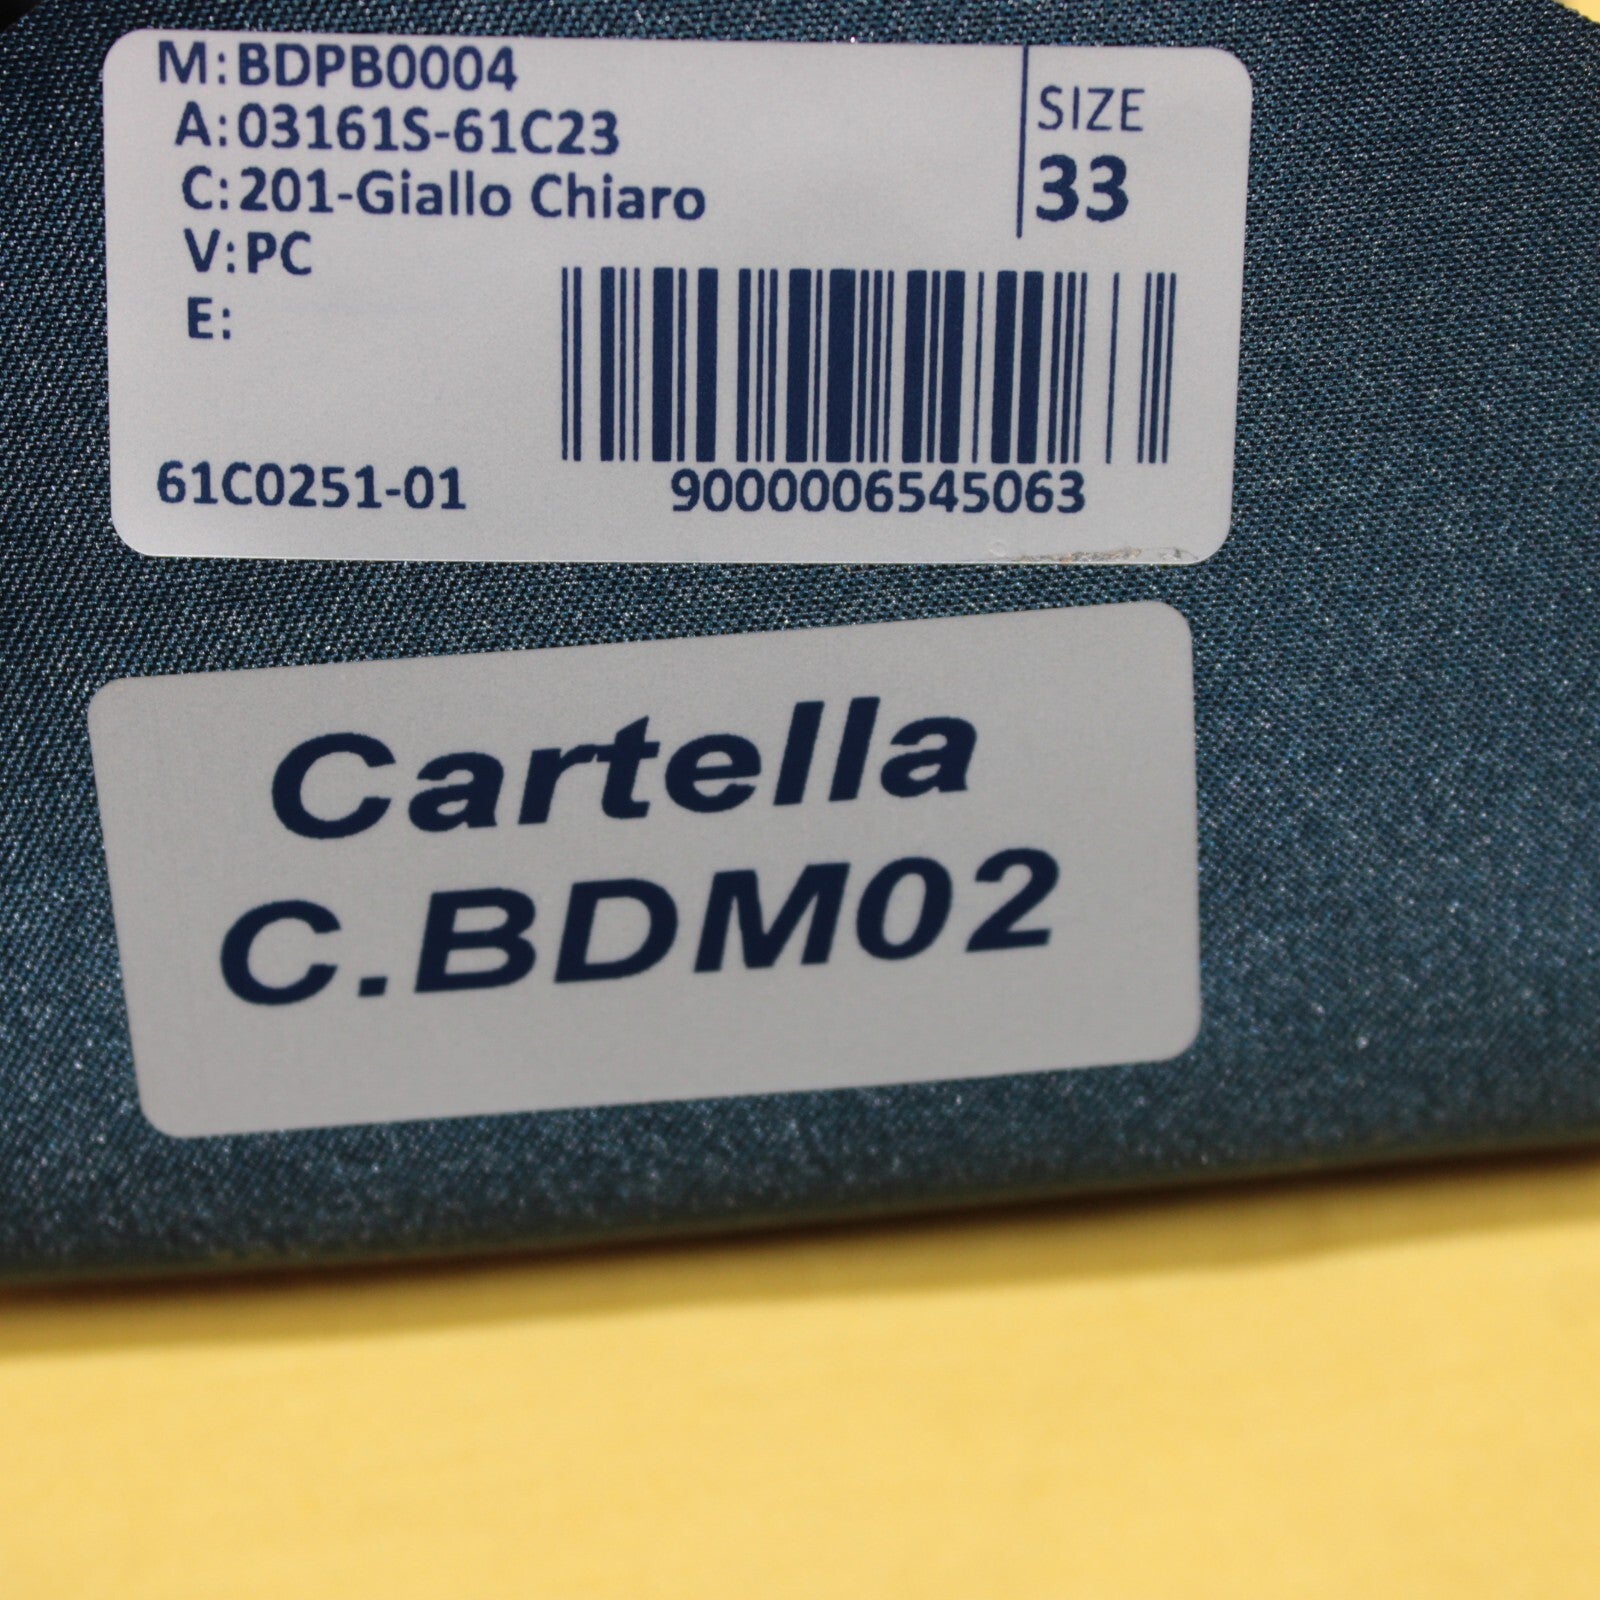 M:BDPB0004
A:03161S-61C23
C:201-Giallo Chiaro
V:PC
E:
SIZE
33
61C0251-01
9000006545063
Cartella
C.BDM02